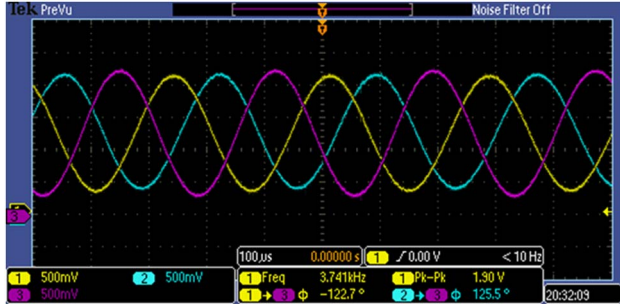 Tek PreVu Noise Filter Off
T
T
3
100µs 0.00000 s 1 / 0.00 V < 10 Hz
1 500mV 2 500mV 1 Freq 3.741kHz 1 Pk-Pk 1.90 V
3 500mV 1 → 3 ϕ -122.7 ° 2 → 3 ϕ 125.5 ° 20:32:09